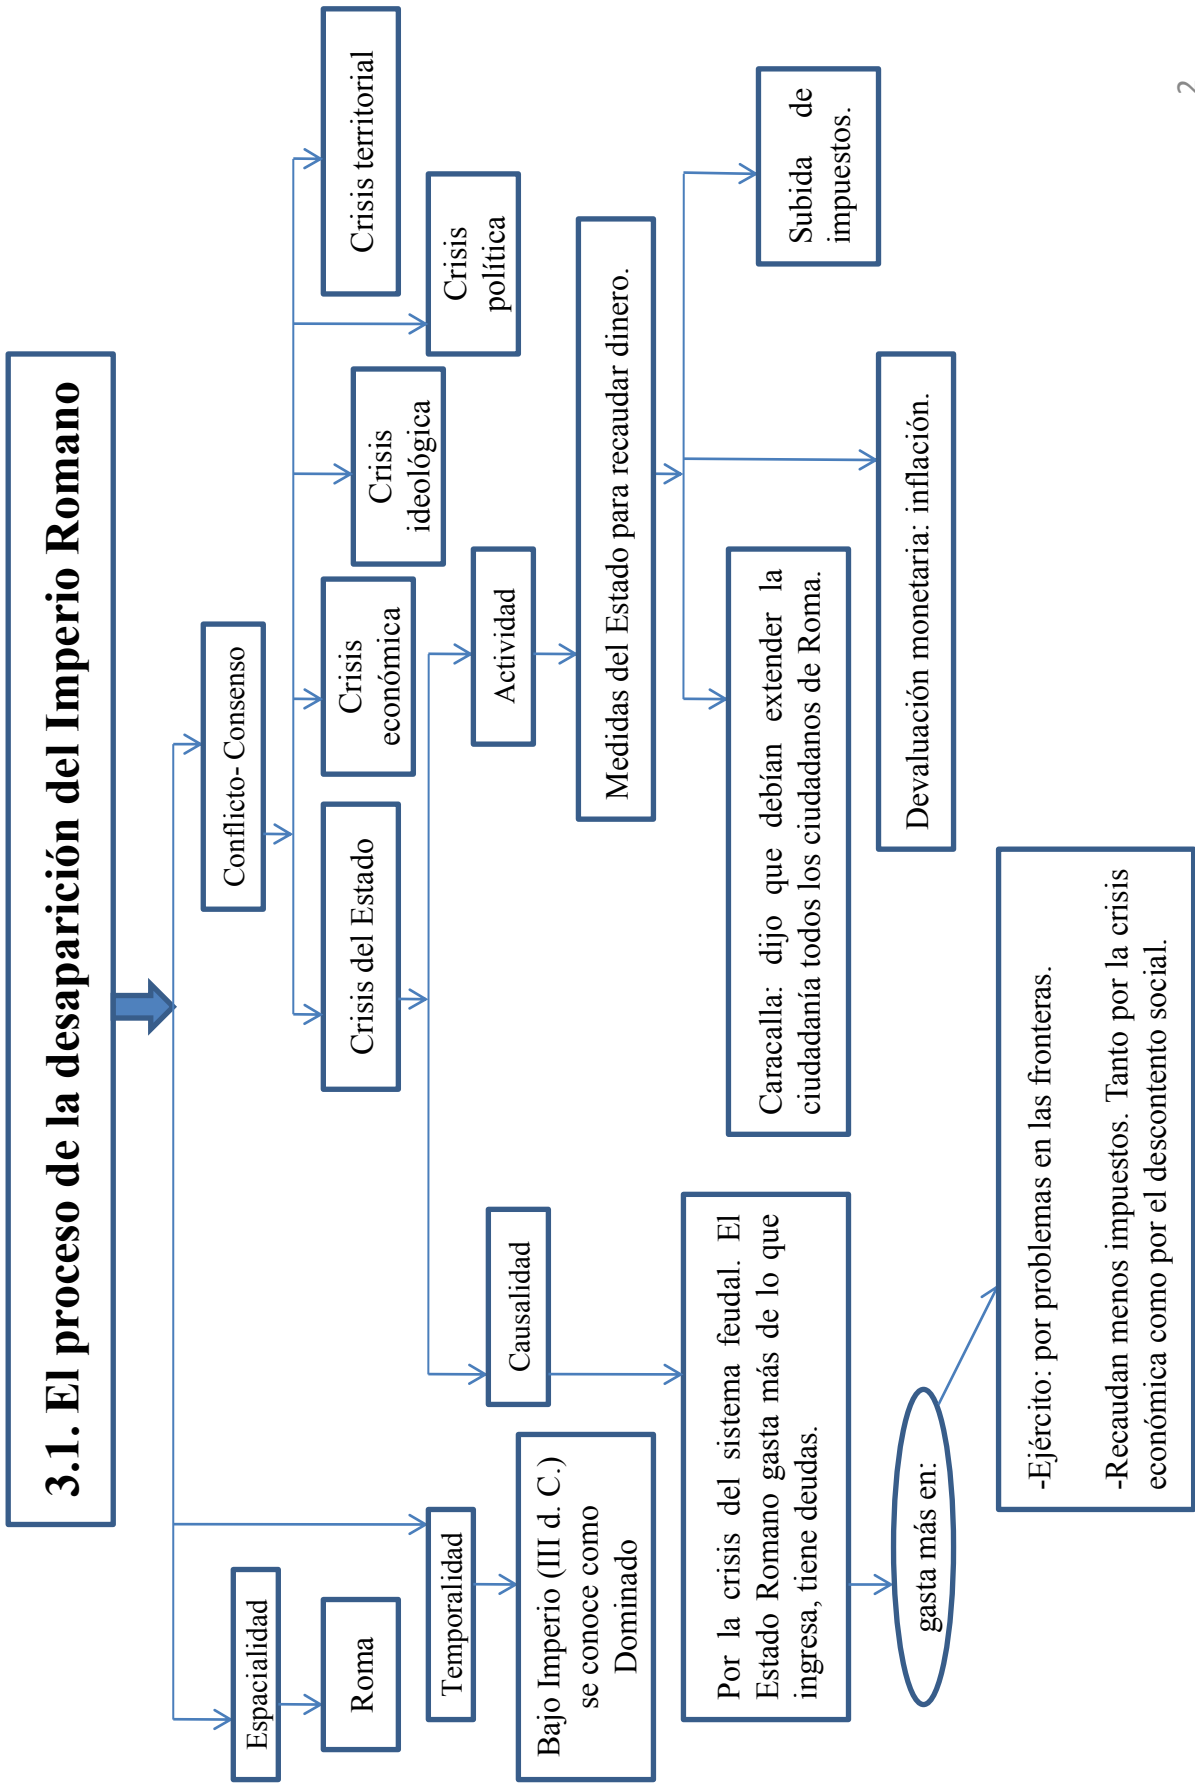 3.1. El proceso de la desaparición del Imperio Romano
Espacialidad
Roma
Temporalidad
Bajo Imperio (III d. C.)
se conoce como
Dominado
Conflicto- Consenso
Crisis del Estado
Crisis
económica
Crisis
ideológica
Crisis
política
Crisis territorial
Causalidad
Por la crisis del sistema feudal. El
Estado Romano gasta más de lo que
ingresa, tiene deudas.
gasta más en:
-Ejército: por problemas en las fronteras.
-Recaudan menos impuestos. Tanto por la crisis
económica como por el descontento social.
Actividad
Medidas del Estado para recaudar dinero.
Caracalla: dijo que debían extender la
ciudadanía todos los ciudadanos de Roma.
Devaluación monetaria: inflación.
Subida de
impuestos.
2